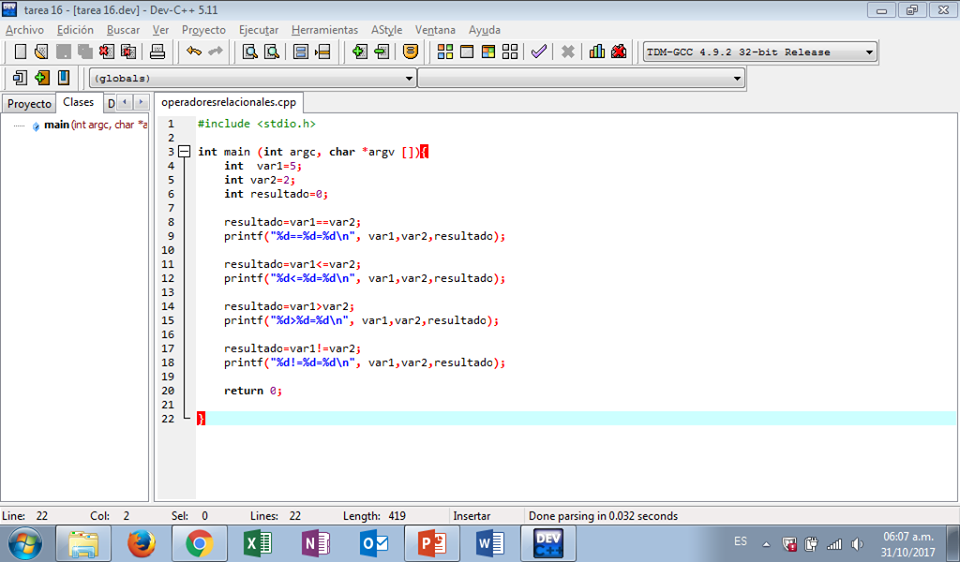 tarea 16 - [tarea 16.dev] - Dev-C++ 5.11
Archivo Edición Buscar Ver Proyecto Ejecutar Herramientas AStyle Ventana Ayuda
TDM-GCC 4.9.2 32-bit Release
(globals)
Proyecto Clases D
operadoresrelacionales.cpp
main (int argc, char *a
1 #include <stdio.h>
2
3 int main (int argc, char *argv []){
4 int  var1=5;
5 int var2=2;
6 int resultado=0;
7
8 resultado=var1==var2;
9 printf("%d==%d=%d\n", var1,var2,resultado);
10
11 resultado=var1<=var2;
12 printf("%d<=%d=%d\n", var1,var2,resultado);
13
14 resultado=var1>var2;
15 printf("%d>%d=%d\n", var1,var2,resultado);
16
17 resultado=var1!=var2;
18 printf("%d!=%d=%d\n", var1,var2,resultado);
19
20 return 0;
21
22 }
Line: 22 Col: 2 Sel: 0 Lines: 22 Length: 419 Insertar Done parsing in 0.032 seconds
ES
06:07 a.m.
31/10/2017
DEV
C++